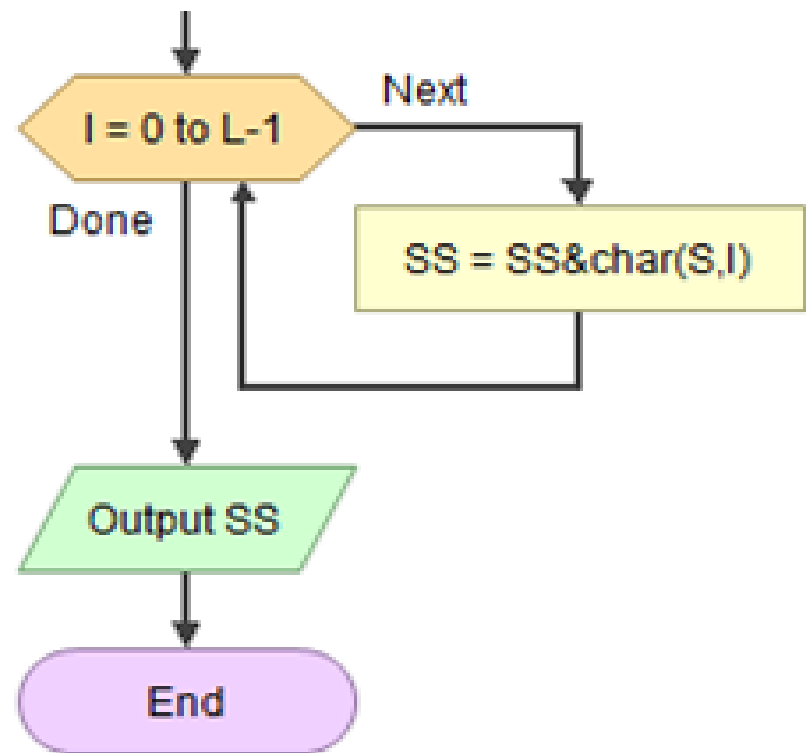 Next
I = 0 to L-1
Done
SS = SS&char(S,I)
Output SS
End